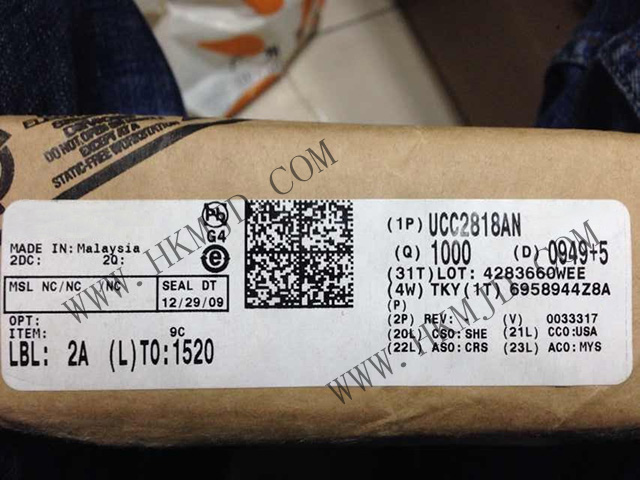 DO NOT OPEN
EXCEPT AT A
STATIC-FREE WORKSTATION
WWW.HKMJD.COM
Pb
G4
e
MADE IN: Malaysia
2DC: 2Q:
MSL NC/NC /NC SEAL DT
12/29/09
OPT:
ITEM: 9C
LBL: 2A (L)TO:1520
(1P) UCC2818AN
(Q) 1000 (D) 0949+5
(31T)LOT: 4283660WEE
(4W) TKY(1T) 6958944Z8A
(P)
(2P) REV: (V) 0033317
(20L) CSO: SHE (21L) CCO:USA
(22L) ASO: CRS (23L) ACO: MYS
WWW.HKMJD.COM